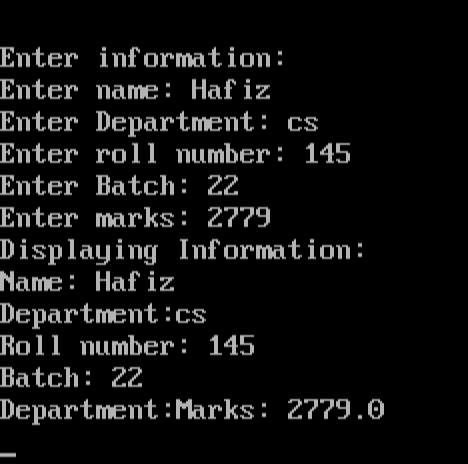 Enter information:
Enter name: Hafiz
Enter Department: cs
Enter roll number: 145
Enter Batch: 22
Enter marks: 2779
Displaying Information:
Name: Hafiz
Department:cs
Roll number: 145
Batch: 22
Department:Marks: 2779.0